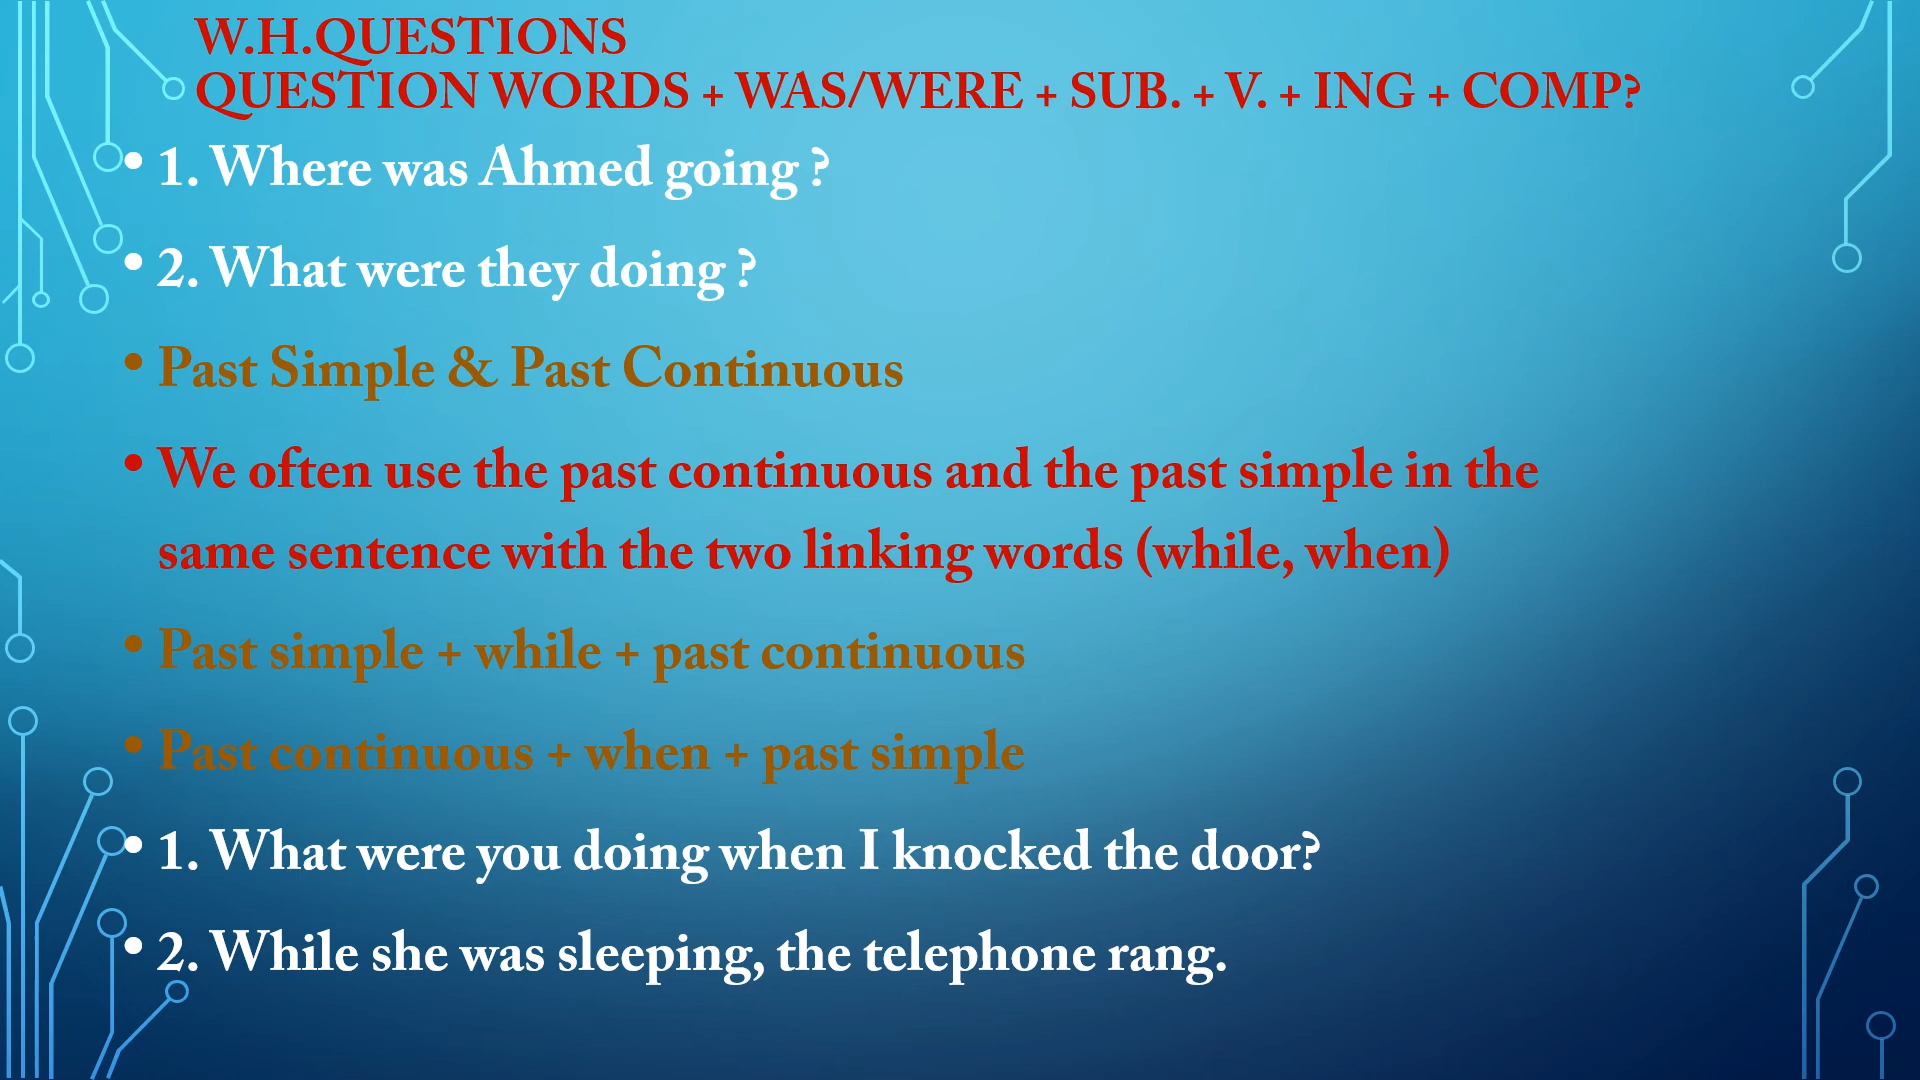 W.H.QUESTIONS
QUESTION WORDS + WAS/WERE + SUB. + V. + ING + COMP?
• 1. Where was Ahmed going ?
• 2. What were they doing ?
• Past Simple & Past Continuous
• We often use the past continuous and the past simple in the
same sentence with the two linking words (while, when)
• Past simple + while + past continuous
• Past continuous + when + past simple
• 1. What were you doing when I knocked the door?
• 2. While she was sleeping, the telephone rang.